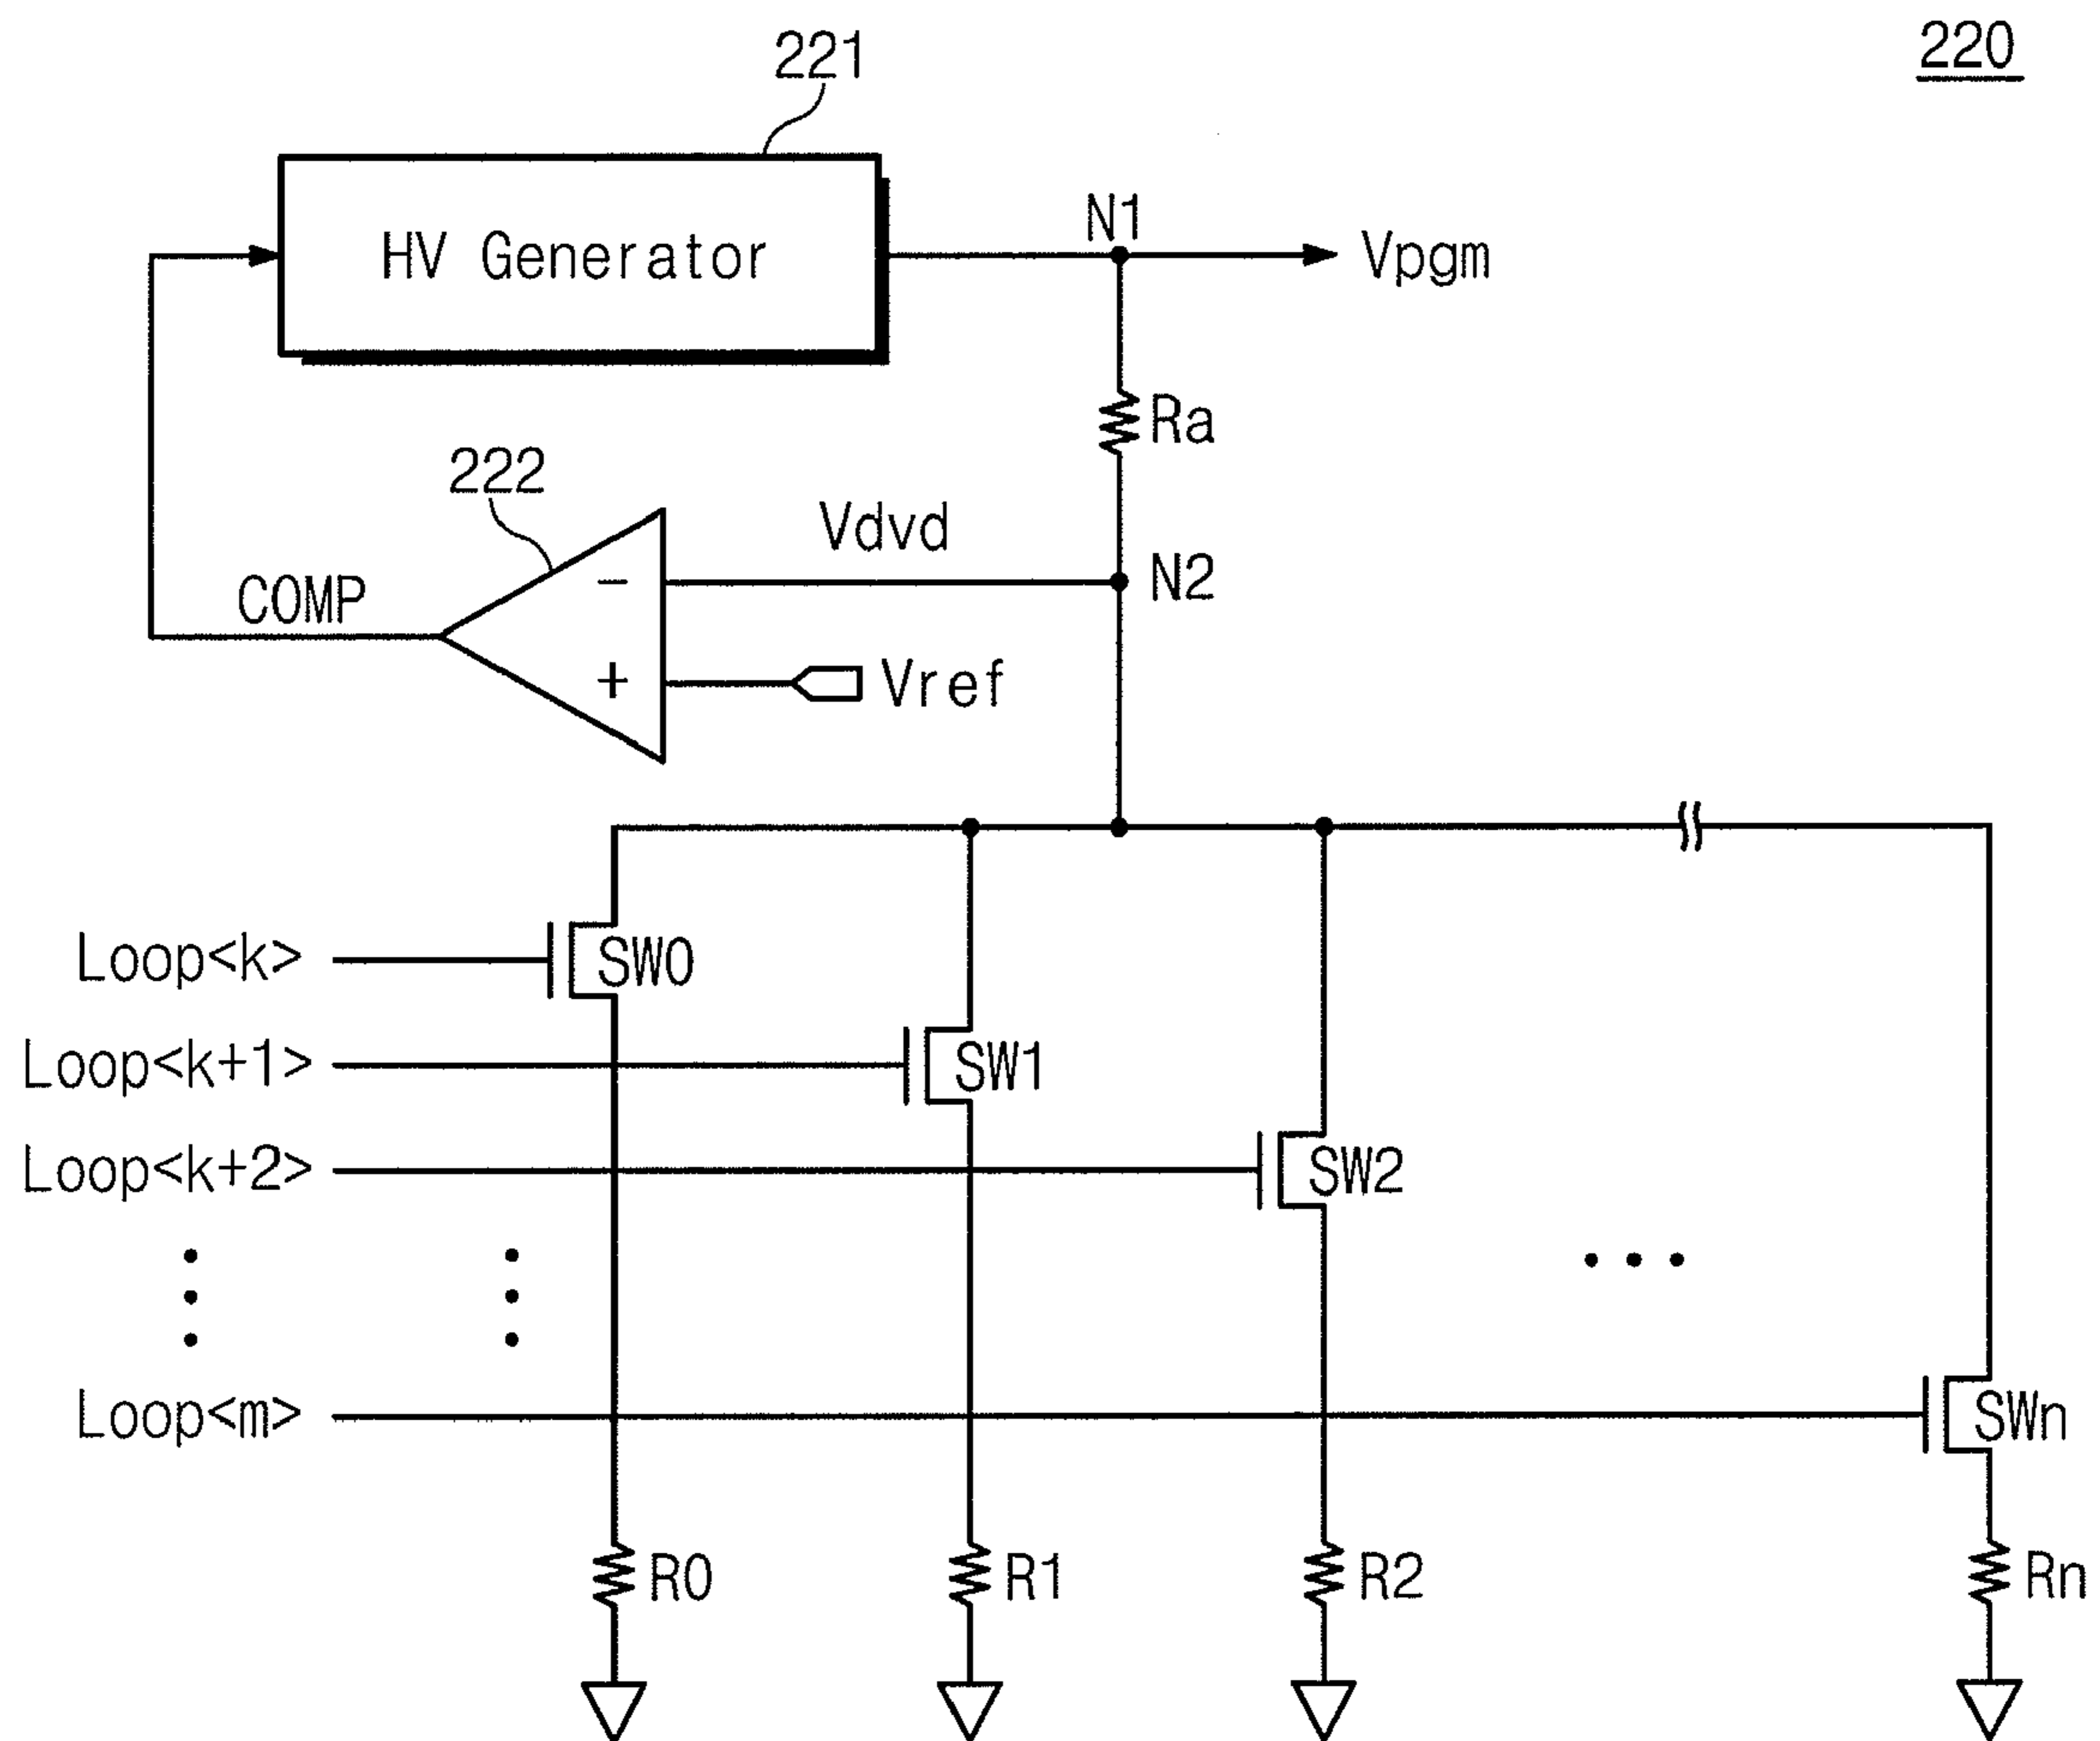 220
221
HV Generator
N1
Vpgm
Ra
222
Vdvd
N2
COMP
−
+
Vref
Loop<k>
SW0
Loop<k+1>
SW1
Loop<k+2>
SW2
Loop<m>
SWn
R0
R1
R2
Rn